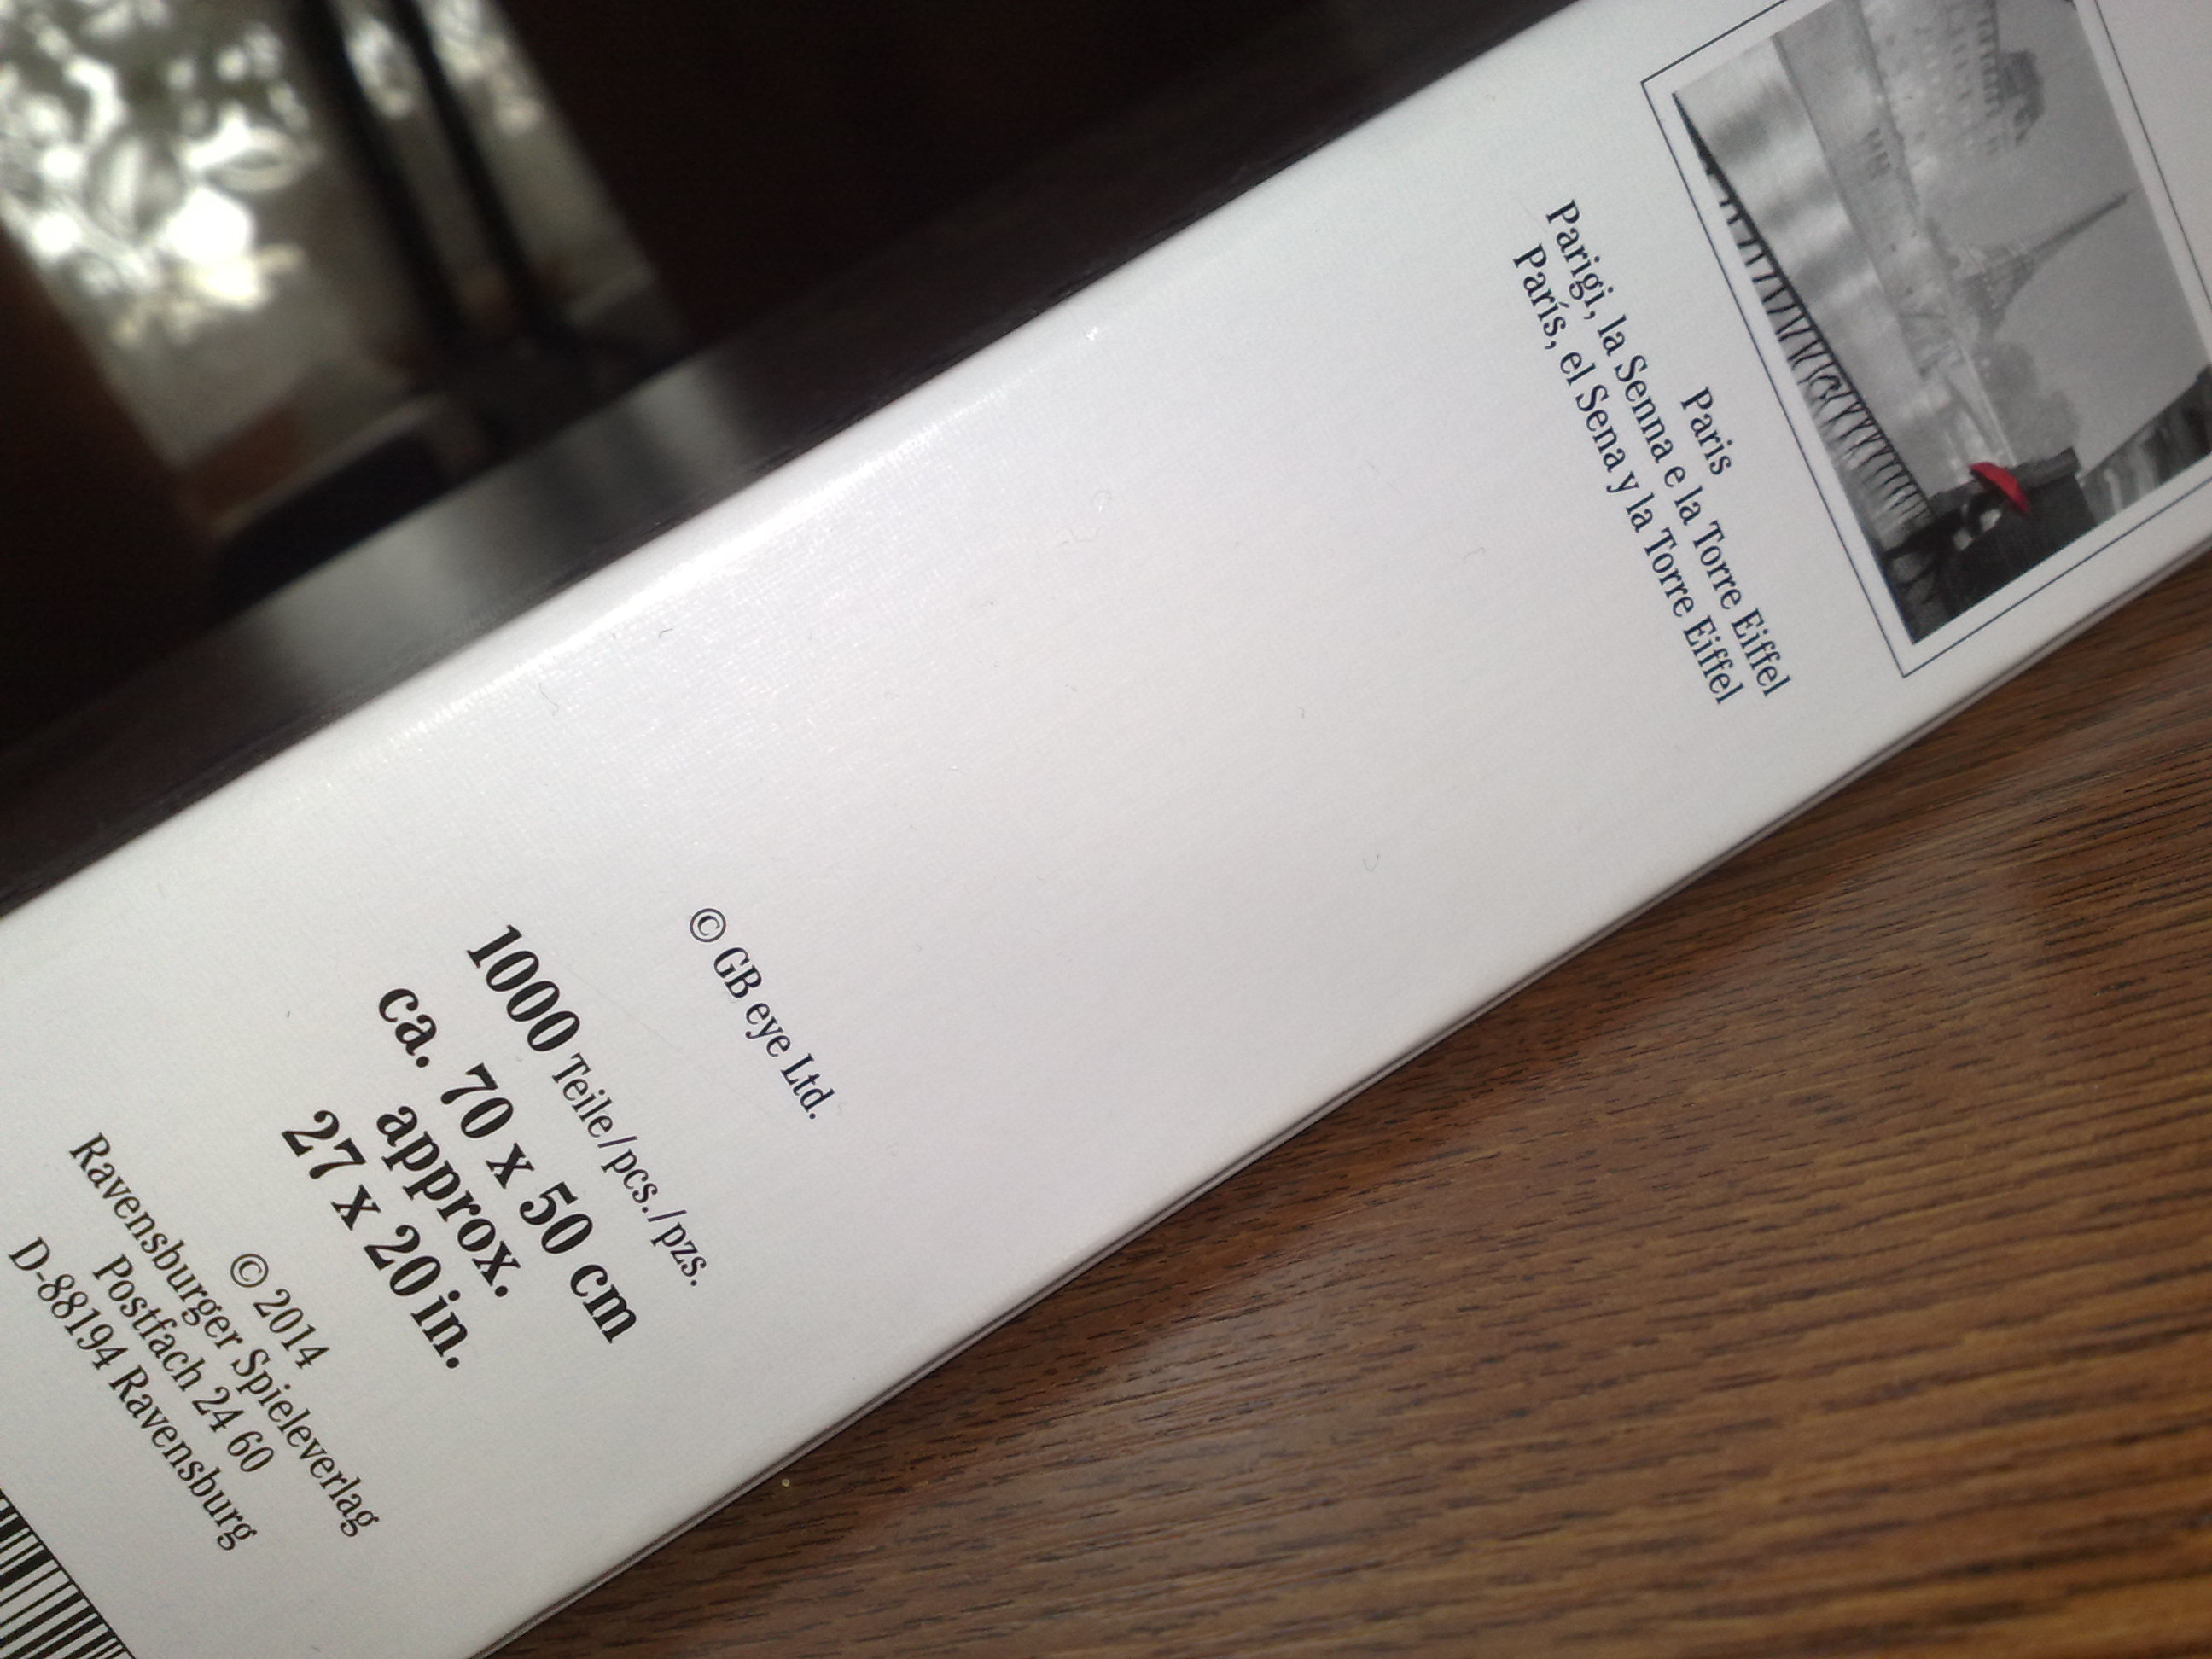 Paris
Parigi, la Senna e la Torre Eiffel
París, el Sena y la Torre Eiffel
© GB eye Ltd.
1000 Teile/pcs./pzs.
ca. 70 x 50 cm
approx.
27 x 20 in.
© 2014
Ravensburger Spieleverlag
Postfach 24 60
D-88194 Ravensburg